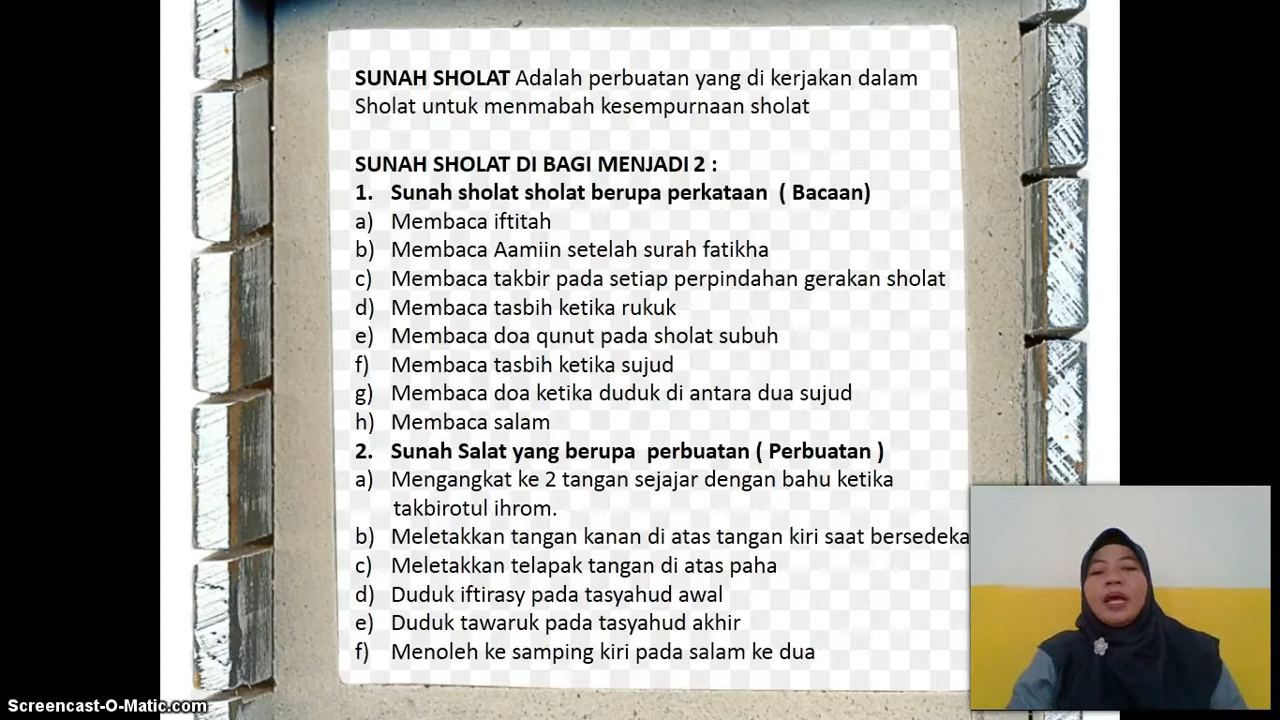 SUNAH SHOLAT Adalah perbuatan yang di kerjakan dalam
Sholat untuk menmabah kesempurnaan sholat
SUNAH SHOLAT DI BAGI MENJADI 2 :
1. Sunah sholat sholat berupa perkataan ( Bacaan)
a) Membaca iftitah
b) Membaca Aamiin setelah surah fatikha
c) Membaca takbir pada setiap perpindahan gerakan sholat
d) Membaca tasbih ketika rukuk
e) Membaca doa qunut pada sholat subuh
f) Membaca tasbih ketika sujud
g) Membaca doa ketika duduk di antara dua sujud
h) Membaca salam
2. Sunah Salat yang berupa perbuatan ( Perbuatan )
a) Mengangkat ke 2 tangan sejajar dengan bahu ketika
takbirotul ihrom.
b) Meletakkan tangan kanan di atas tangan kiri saat bersedeka
c) Meletakkan telapak tangan di atas paha
d) Duduk iftirasy pada tasyahud awal
e) Duduk tawaruk pada tasyahud akhir
f) Menoleh ke samping kiri pada salam ke dua
Screencast-O-Matic.com